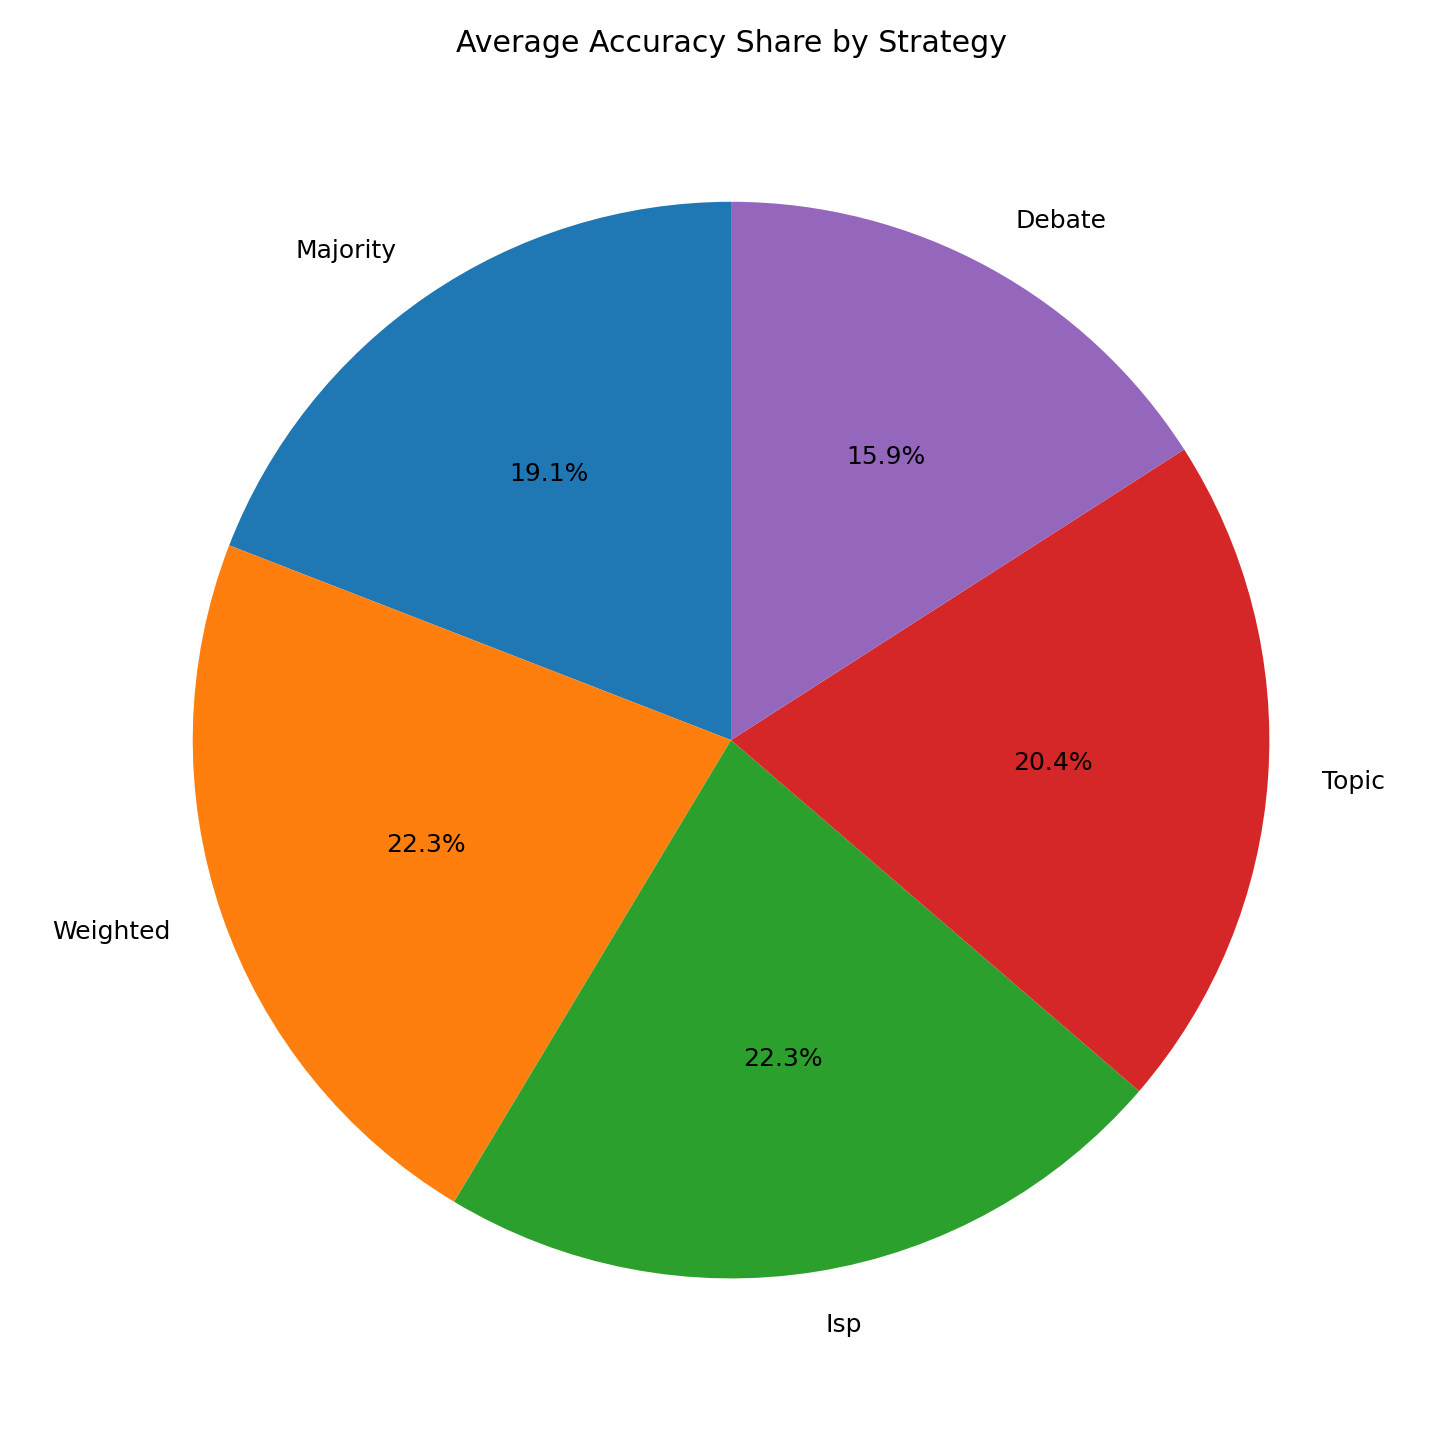 Average Accuracy Share by Strategy
Debate
Majority
15.9%
19.1%
20.4%
Topic
22.3%
Weighted
22.3%
Isp